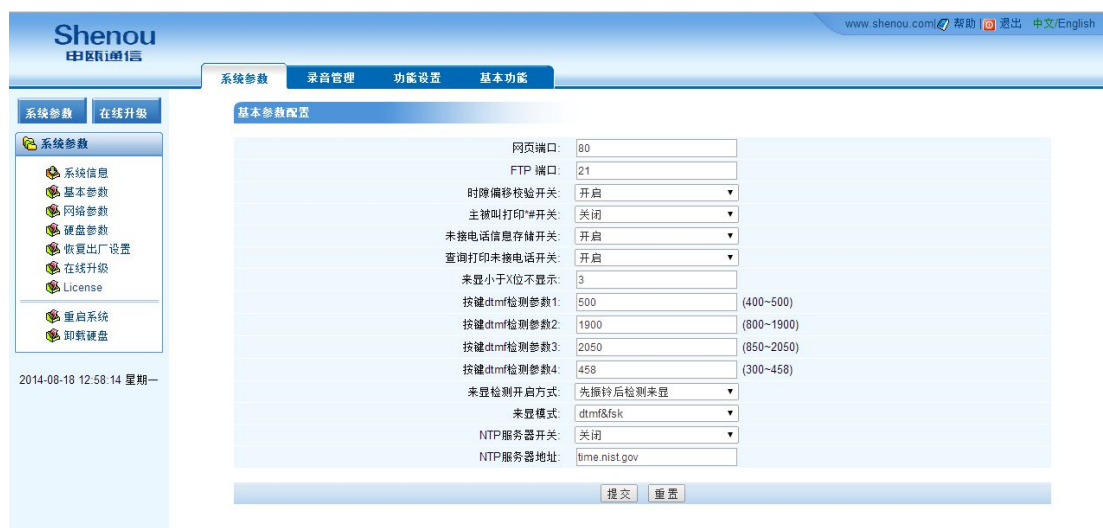 www.shenou.com| 帮助 | 退出 中文/English
Shenou
申瓯通信
系统参数 录音管理 功能设置 基本功能
系统参数 在线升级
系统参数
系统信息
基本参数
网络参数
硬盘参数
恢复出厂设置
在线升级
License
重启系统
卸载硬盘
2014-08-18 12:58:14 星期一
基本参数配置
网页端口: 80
FTP 端口: 21
时隙偏移校验开关: 开启
主被叫打印*#开关: 关闭
未接电话信息存储开关: 开启
查询打印未接电话开关: 开启
来显小于X位不显示: 3
按键dtmf检测参数1: 500 (400~500)
按键dtmf检测参数2: 1900 (800~1900)
按键dtmf检测参数3: 2050 (850~2050)
按键dtmf检测参数4: 458 (300~458)
来显检测开启方式: 先振铃后检测来显
来显模式: dtmf&fsk
NTP服务器开关: 关闭
NTP服务器地址: time.nist.gov
提交 重置